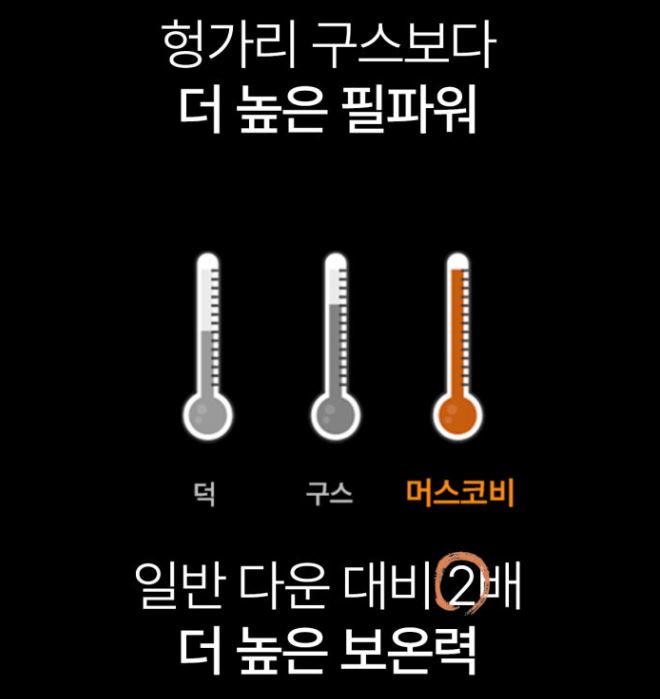 헝가리 구스보다
더 높은 필파워
덕 구스 머스코비
일반 다운 대비 2배
더 높은 보온력